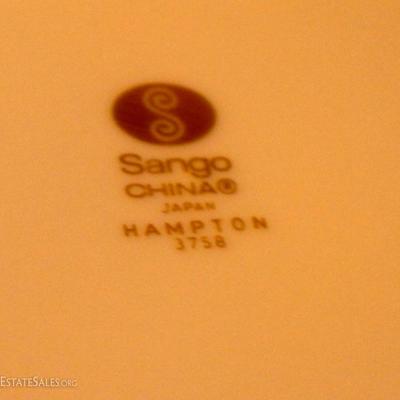 S
Sango
CHINA®
JAPAN
HAMPTON
3758
ESTATESALES.ORG